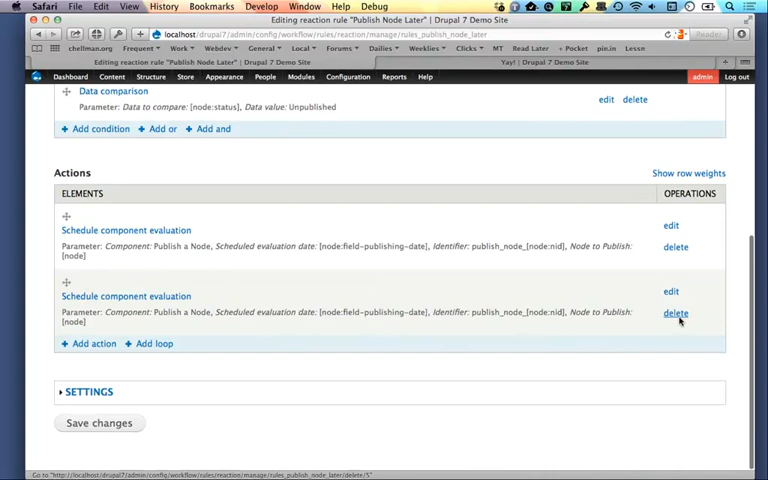 Safari File Edit View History Bookmarks Develop Window Help Debug
Editing reaction rule "Publish Node Later" | Drupal 7 Demo Site
localhost/drupal7/admin/config/workflow/rules/reaction/manage/rules_publish_node_later
Reader
chellman.org Frequent Work Webdev General Local Forums Dailies Weeklies Clicks MT Read Later + Pocket pin.in Lessn
Editing reaction rule "Publish Node Later" | Drupal 7 Demo Site Yay! | Drupal 7 Demo Site
Dashboard Content Structure Store Appearance People Modules Configuration Reports Help admin Log out
Data comparison edit delete
Parameter: Data to compare: [node:status], Data value: Unpublished
+ Add condition + Add or + Add and
Actions Show row weights
ELEMENTS OPERATIONS
Schedule component evaluation edit
Parameter: Component: Publish a Node, Scheduled evaluation date: [node:field-publishing-date], Identifier: publish_node_[node:nid], Node to Publish: delete
[node]
Schedule component evaluation edit
Parameter: Component: Publish a Node, Scheduled evaluation date: [node:field-publishing-date], Identifier: publish_node_[node:nid], Node to Publish: delete
[node]
+ Add action + Add loop
SETTINGS
Save changes
Go to "http://localhost/drupal7/admin/config/workflow/rules/reaction/manage/rules_publish_node_later/delete/5"